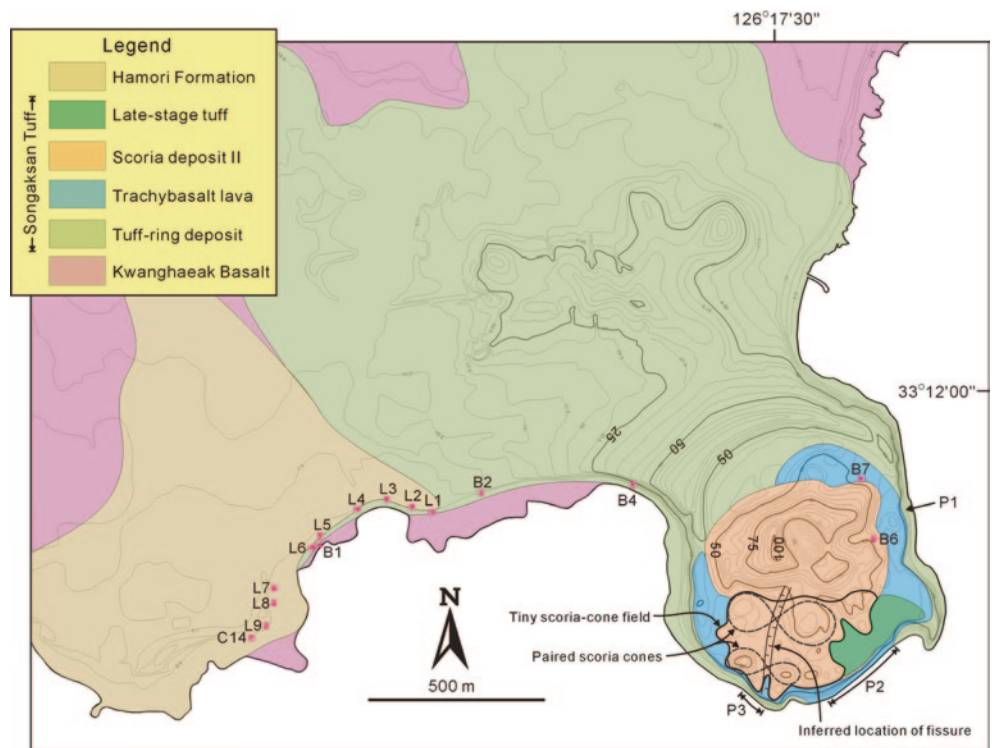 126°17'30"
Legend
Hamori Formation
Late-stage tuff
Scoria deposit II
Trachybasalt lava
Tuff-ring deposit
Kwanghaeak Basalt
Songaksan Tuff
33°12'00"
25
50
50
B7
P1
B2
B4
L3
L4
L2
L1
L5
L6
B1
50
75
100
B6
L7
L8
L9
C14
N
500 m
Tiny scoria-cone field
Paired scoria cones
P3
P2
Inferred location of fissure